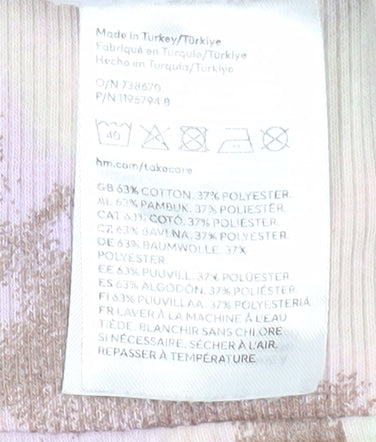 Made in Turkey/Türkiye
Fabriqué en Turquie/Türkiye
Hecho en Turquía/Türkiye
O/N 738670
P/N 1195794 8
40
hm.com/takecare
GB 63% COTTON. 37% POLYESTER.
AL 63% PAMBUK. 37% POLIESTËR.
CAT 63% COTÓ. 37% POLIÈSTER.
CZ 63% BAVLNA. 37% POLYESTER.
DE 63% BAUMWOLLE. 37%
POLYESTER.
EE 63% PUUVILL. 37% POLÜESTER.
ES 63% ALGODÓN. 37% POLIÉSTER.
FI 63% PUUVILLAA. 37% POLYESTERIA.
FR LAVER À LA MACHINE À L'EAU
TIÈDE. BLANCHIR SANS CHLORE
SI NÉCESSAIRE. SÉCHER À L'AIR.
REPASSER À TEMPÉRATURE